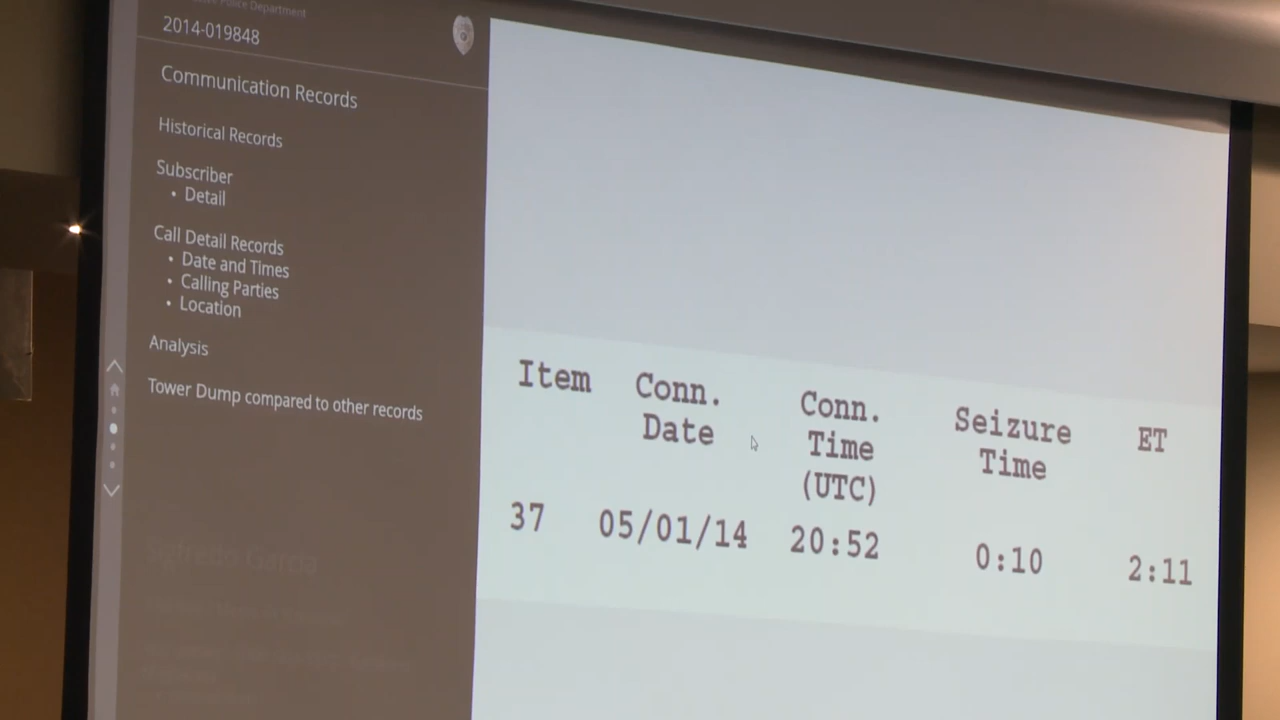 Police Department
2014-019848
Communication Records
Historical Records
Subscriber
• Detail
Call Detail Records
• Date and Times
• Calling Parties
• Location
Analysis
Tower Dump compared to other records
Item Conn. Date Conn. Time (UTC) Seizure Time ET
37 05/01/14 20:52 0:10 2:11